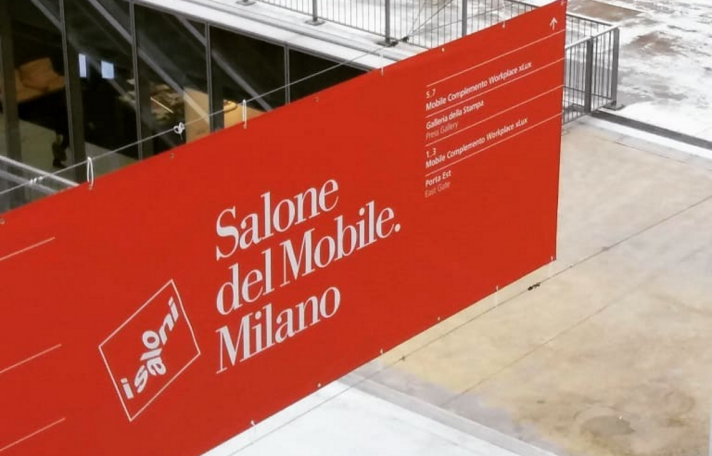 Salone
del Mobile.
Milano
i saloni
5.7
Mobile Complemento Workplace xLux
Galleria della Stampa
Press Gallery
1.3
Mobile Complemento Workplace xLux
Porta Est
East Gate